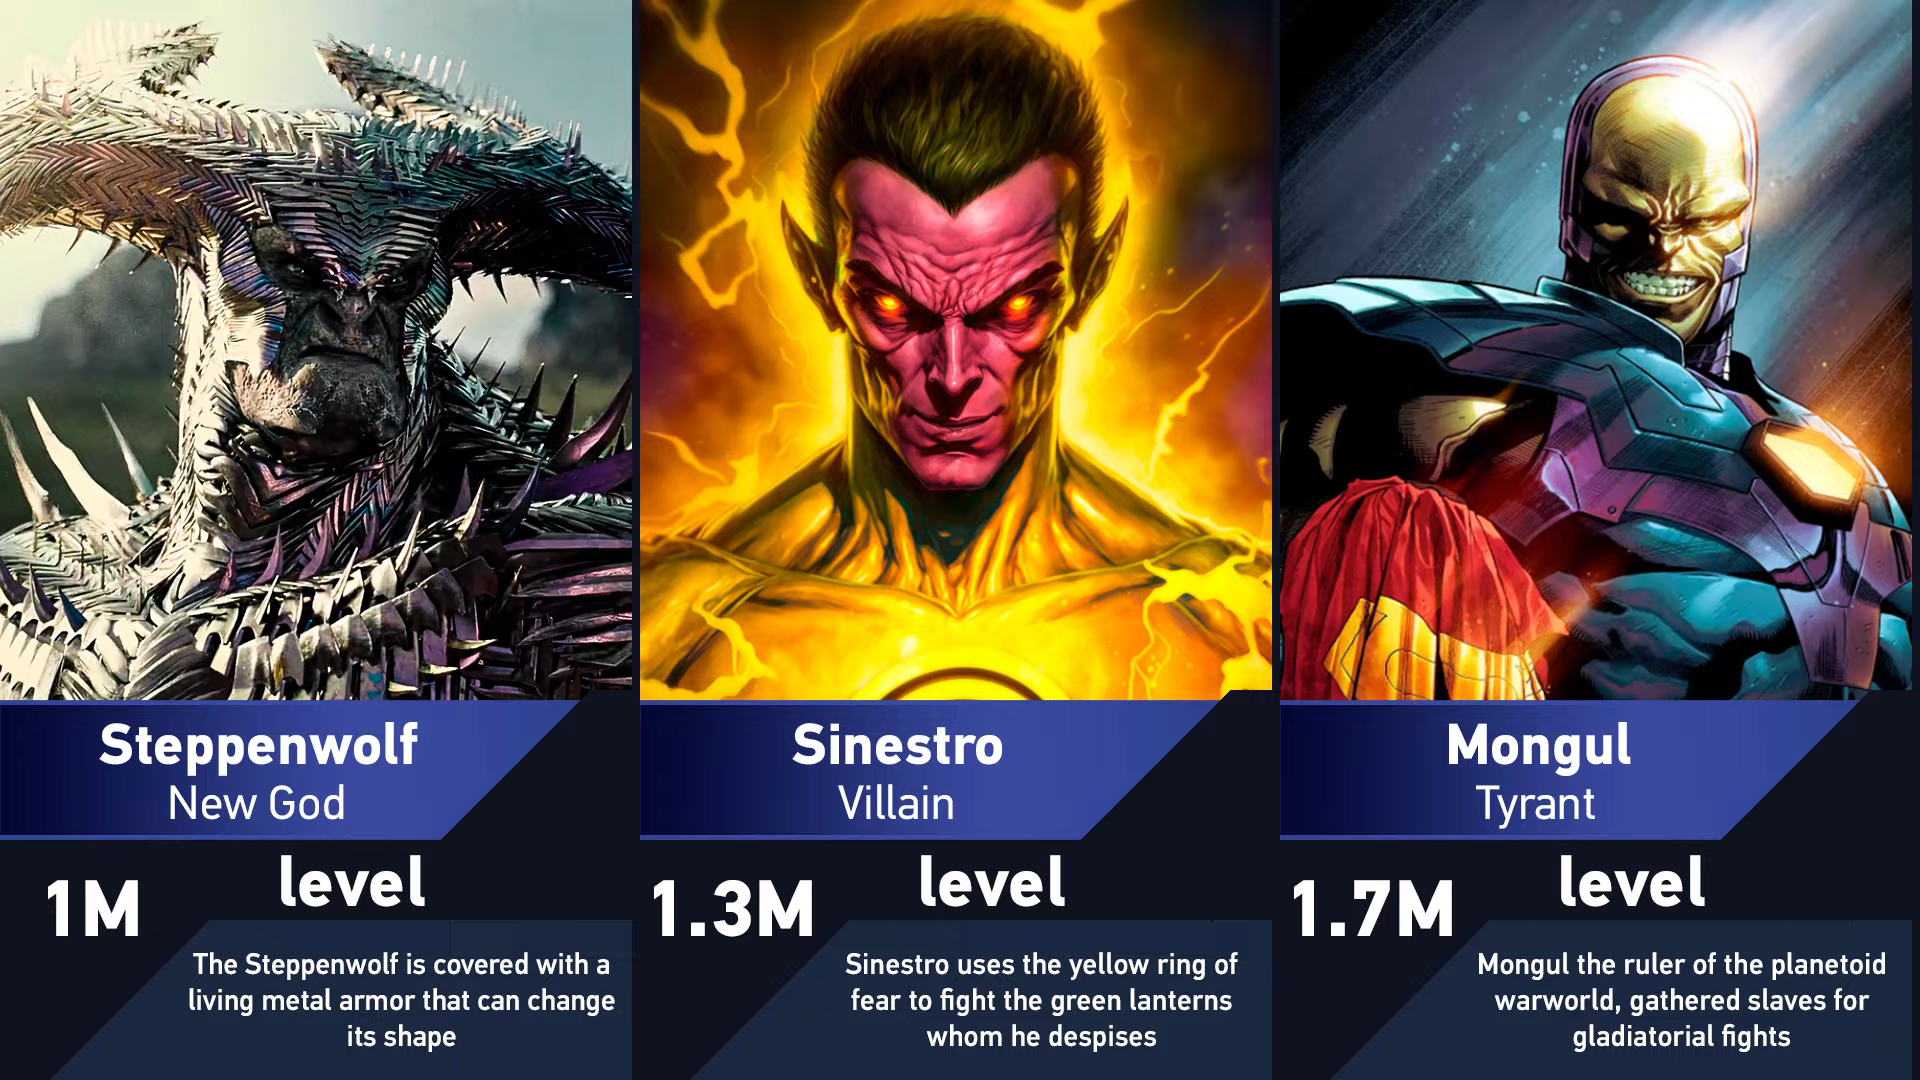 Steppenwolf
New God
1M
level
The Steppenwolf is covered with a
living metal armor that can change
its shape
Sinestro
Villain
1.3M
level
Sinestro uses the yellow ring of
fear to fight the green lanterns
whom he despises
Mongul
Tyrant
1.7M
level
Mongul the ruler of the planetoid
warworld, gathered slaves for
gladiatorial fights